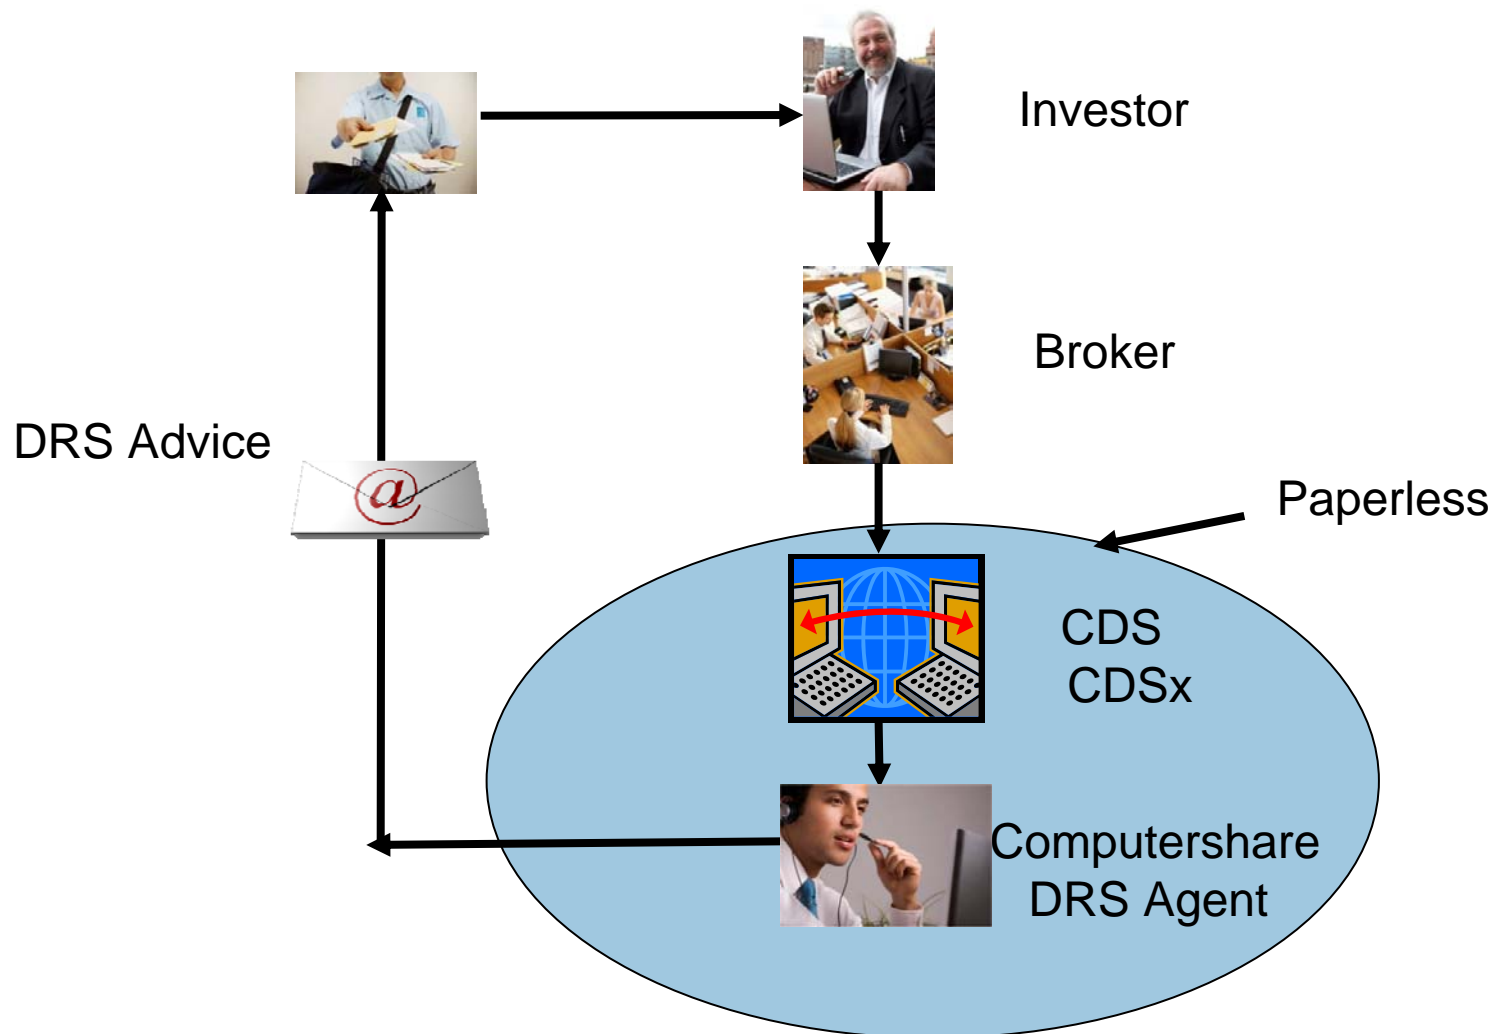 Investor
Broker
DRS Advice
Paperless
CDS
CDSx
Computershare
DRS Agent